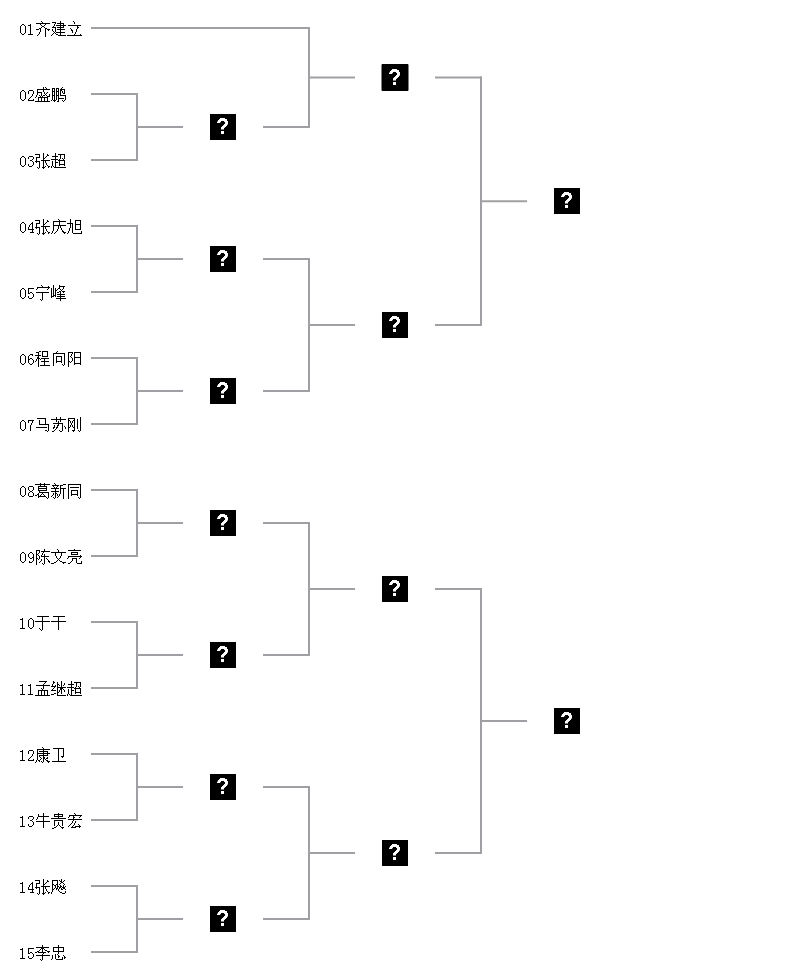 01齐建立
?
02盛鹏
?
03张超
?
04张庆旭
?
05宁峰
?
06程向阳
?
07马苏刚
08葛新同
?
09陈文亮
?
10于干
?
11孟继超
?
12康卫
?
13牛贵宏
?
14张飚
?
15李忠